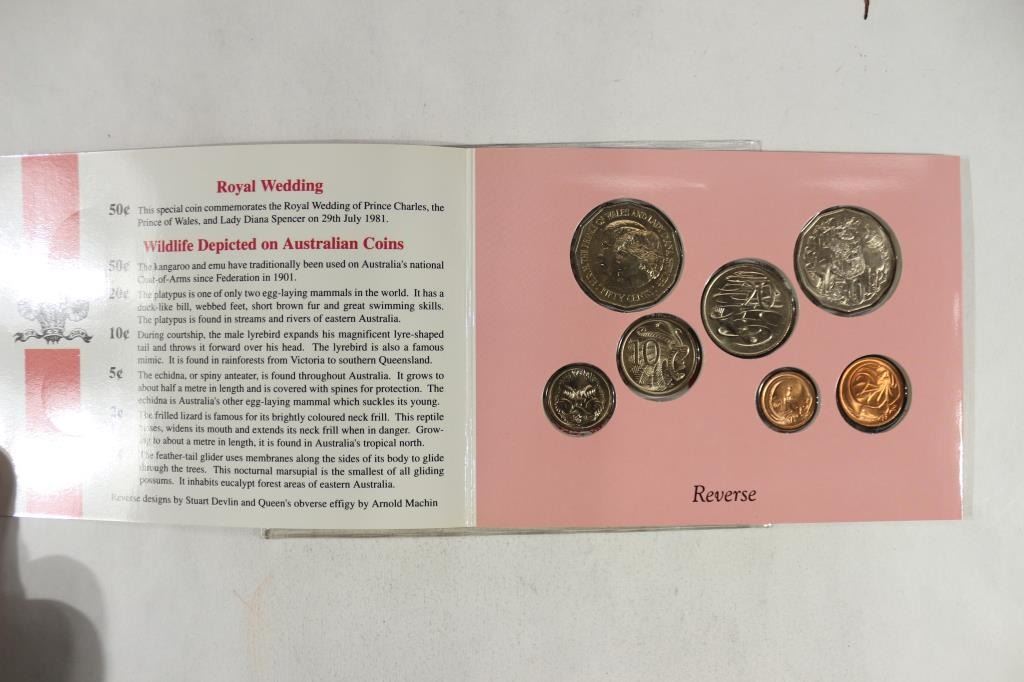 Royal Wedding
50¢ This special coin commemorates the Royal Wedding of Prince Charles, the
Prince of Wales, and Lady Diana Spencer on 29th July 1981.
Wildlife Depicted on Australian Coins
50¢ The kangaroo and emu have traditionally been used on Australia's national
Coat-of-Arms since Federation in 1901.
20¢ The platypus is one of only two egg-laying mammals in the world. It has a
duck-like bill, webbed feet, short brown fur and great swimming skills.
The platypus is found in streams and rivers of eastern Australia.
10¢ During courtship, the male lyrebird expands his magnificent lyre-shaped
tail and throws it forward over his head. The lyrebird is also a famous
mimic. It is found in rainforests from Victoria to southern Queensland.
5¢ The echidna, or spiny anteater, is found throughout Australia. It grows to
about half a metre in length and is covered with spines for protection. The
echidna is Australia's other egg-laying mammal which suckles its young.
2¢ The frilled lizard is famous for its brightly coloured neck frill. This reptile
widens its mouth and extends its neck frill when in danger. Grow-
ing to about a metre in length, it is found in Australia's tropical north.
The feather-tail glider uses membranes along the sides of its body to glide
through the trees. This nocturnal marsupial is the smallest of all gliding
possums. It inhabits eucalypt forest areas of eastern Australia.
Reverse designs by Stuart Devlin and Queen's obverse effigy by Arnold Machin
OF WALES AND LADY
FIFTY CENTS
20
10
5
Reverse